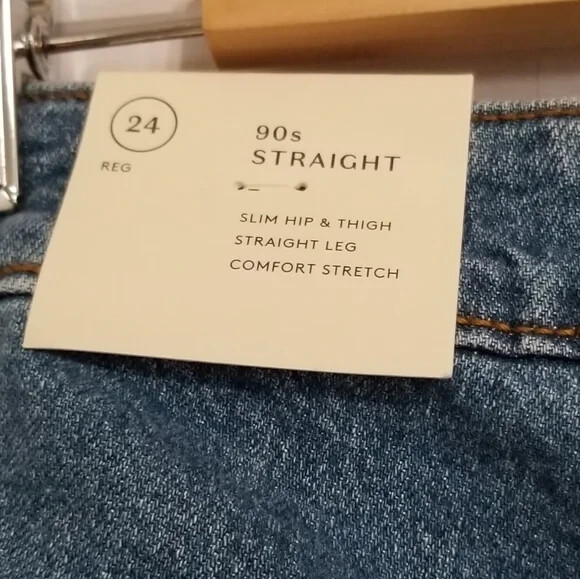 24
REG
90s
STRAIGHT
SLIM HIP & THIGH
STRAIGHT LEG
COMFORT STRETCH